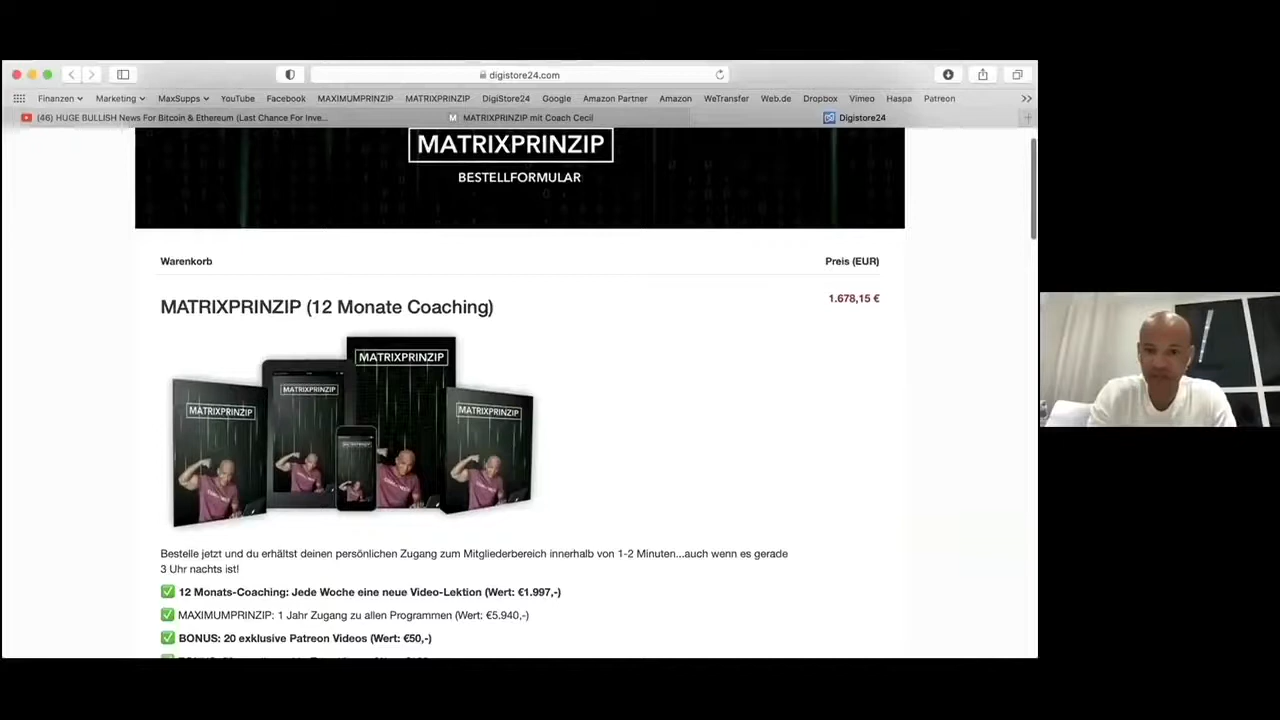 digistore24.com
Finanzen
Marketing
MaxSupps
YouTube
Facebook
MAXIMUMPRINZIP
MATRIXPRINZIP
DigiStore24
Google
Amazon Partner
Amazon
WeTransfer
Web.de
Dropbox
Vimeo
Haspa
Patreon
(46) HUGE BULLISH News For Bitcoin & Ethereum (Last Chance For Inve...
M MATRIXPRINZIP mit Coach Cecil
Digistore24
MATRIXPRINZIP
BESTELLFORMULAR
Warenkorb
Preis (EUR)
MATRIXPRINZIP (12 Monate Coaching)
1.678,15 €
MATRIXPRINZIP
MATRIXPRINZIP
MATRIXPRINZIP
MATRIXPRINZIP
Bestelle jetzt und du erhältst deinen persönlichen Zugang zum Mitgliederbereich innerhalb von 1-2 Minuten...auch wenn es gerade
3 Uhr nachts ist!
12 Monats-Coaching: Jede Woche eine neue Video-Lektion (Wert: €1.997,-)
MAXIMUMPRINZIP: 1 Jahr Zugang zu allen Programmen (Wert: €5.940,-)
BONUS: 20 exklusive Patreon Videos (Wert: €50,-)